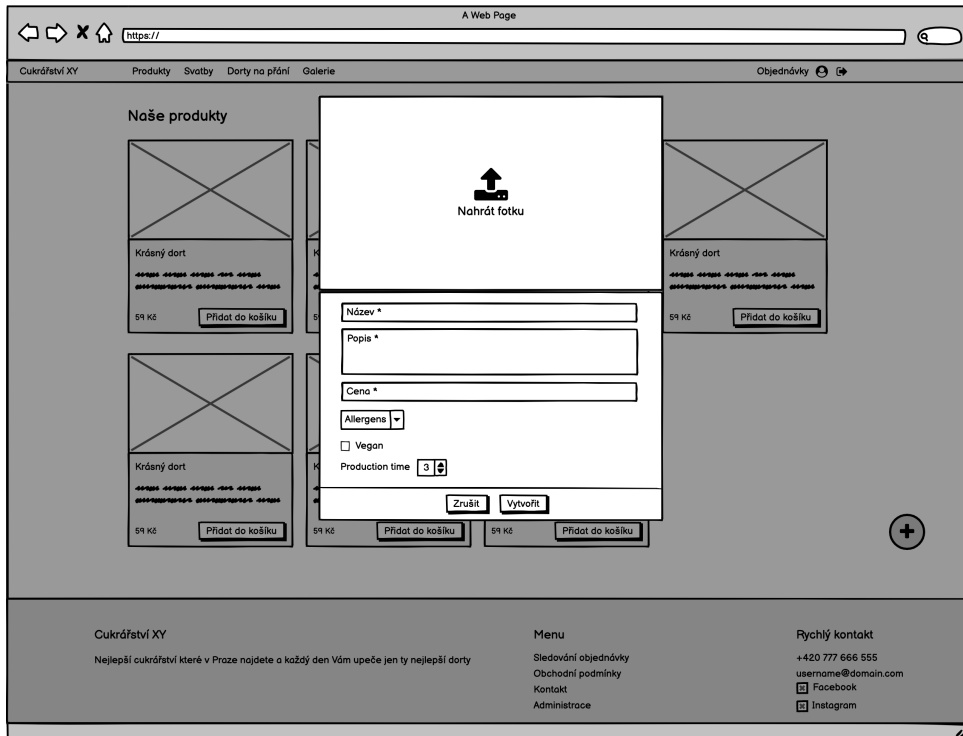 A Web Page
https://
Cukrářství XY Produkty Svatby Dorty na přání Galerie Objednávky
Naše produkty
Nahrát fotku
Krásný dort
59 Kč Přidat do košíku
Krásný dort
59 Kč Přidat do košíku
Název *
Popis *
Cena *
Allergens
Vegan
Production time 3
Zrušit Vytvořit
Krásný dort
59 Kč Přidat do košíku
59 Kč Přidat do košíku
59 Kč Přidat do košíku
Cukrářství XY
Nejlepší cukrářství které v Praze najdete a každý den Vám upeče jen ty nejlepší dorty
Menu
Sledování objednávky
Obchodní podmínky
Kontakt
Administrace
Rychlý kontakt
+420 777 666 555
username@domain.com
Facebook
Instagram